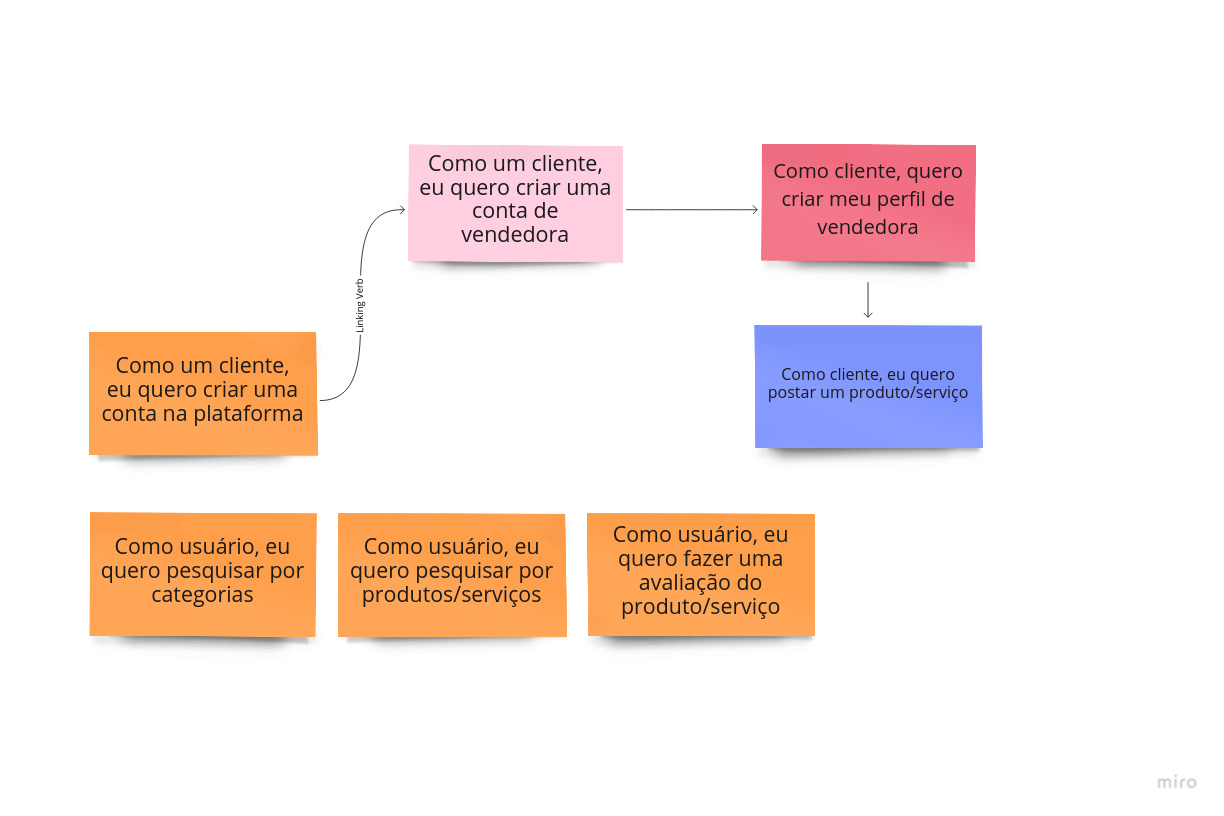 Como um cliente,
eu quero criar uma
conta de
vendedora
Como cliente, quero
criar meu perfil de
vendedora
Linking Verb
Como um cliente,
eu quero criar uma
conta na plataforma
Como cliente, eu quero
postar um produto/serviço
Como usuário, eu
quero pesquisar por
categorias
Como usuário, eu
quero pesquisar por
produtos/serviços
Como usuário, eu
quero fazer uma
avaliação do
produto/serviço
miro